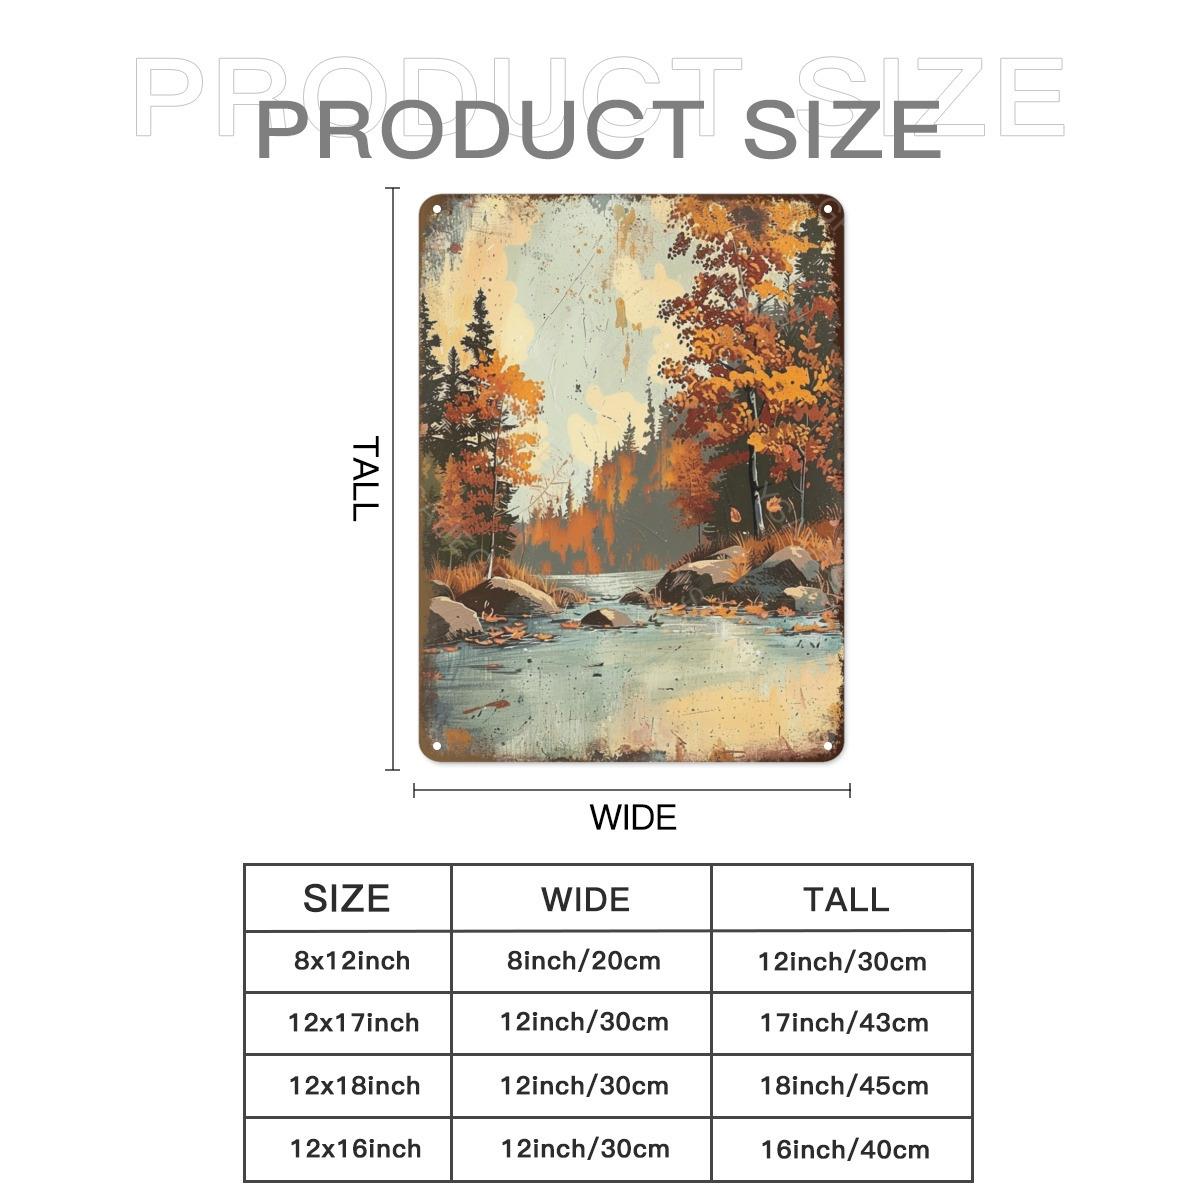 PRODUCT SIZE
PRODUCT SIZE
TALL
WIDE
SIZE WIDE TALL
8x12inch 8inch/20cm 12inch/30cm
12x17inch 12inch/30cm 17inch/43cm
12x18inch 12inch/30cm 18inch/45cm
12x16inch 12inch/30cm 16inch/40cm